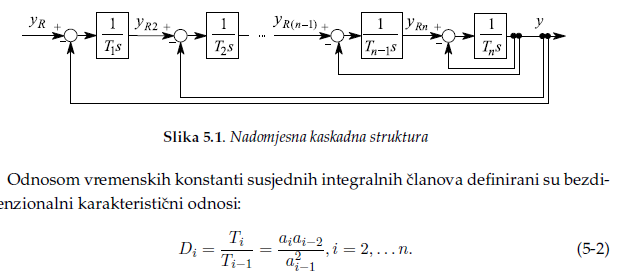 y_R + − 1/(T_1 s) y_R2 + − 1/(T_2 s) ... y_R(n−1) + − 1/(T_{n−1} s) y_Rn + − 1/(T_n s) y
Slika 5.1. Nadomjesna kaskadna struktura
Odnosom vremenskih konstanti susjednih integralnih članova definirani su bezdi-
enzionalni karakteristični odnosi:
D_i = T_i/T_{i−1} = a_i a_{i−2}/a_{i−1}^2, i = 2, … n. (5-2)